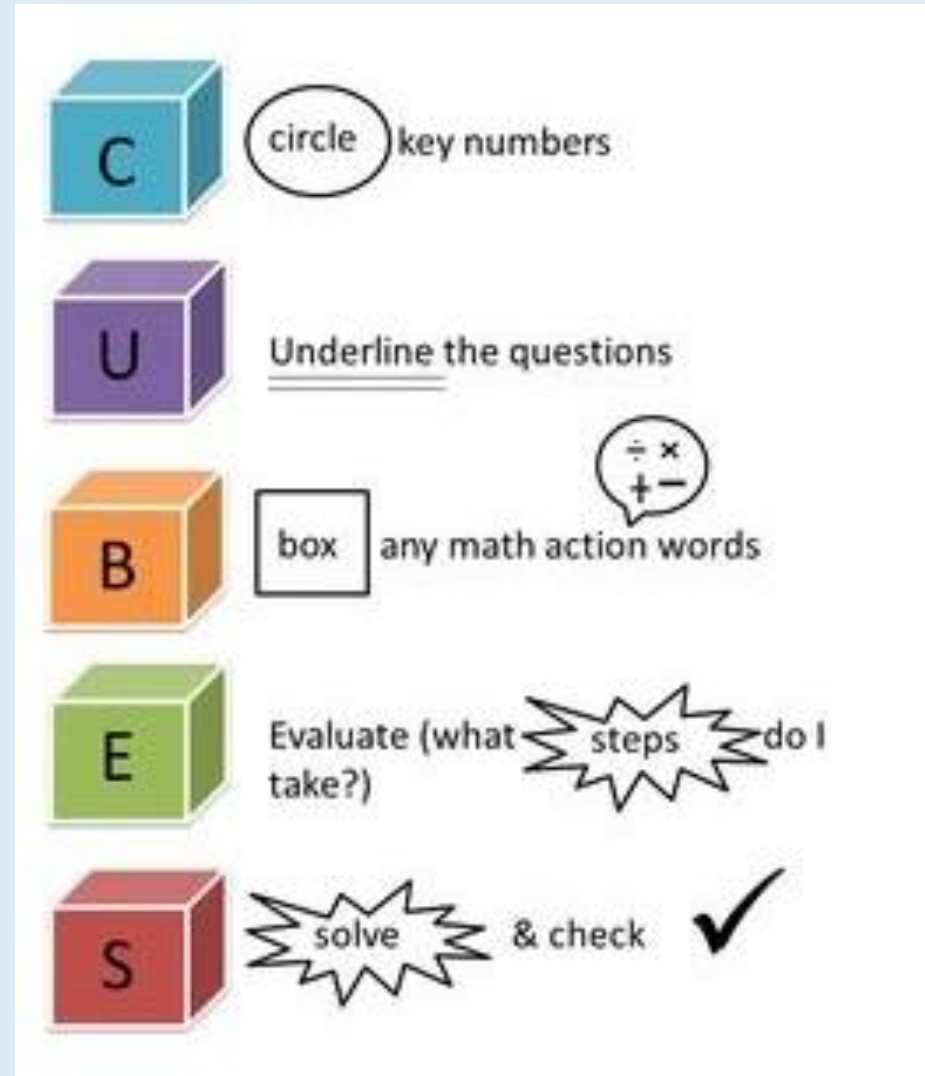 C
circle key numbers
U
Underline the questions
÷ ×
+ −
B
box any math action words
E
Evaluate (what steps do I
take?)
S
solve & check ✓